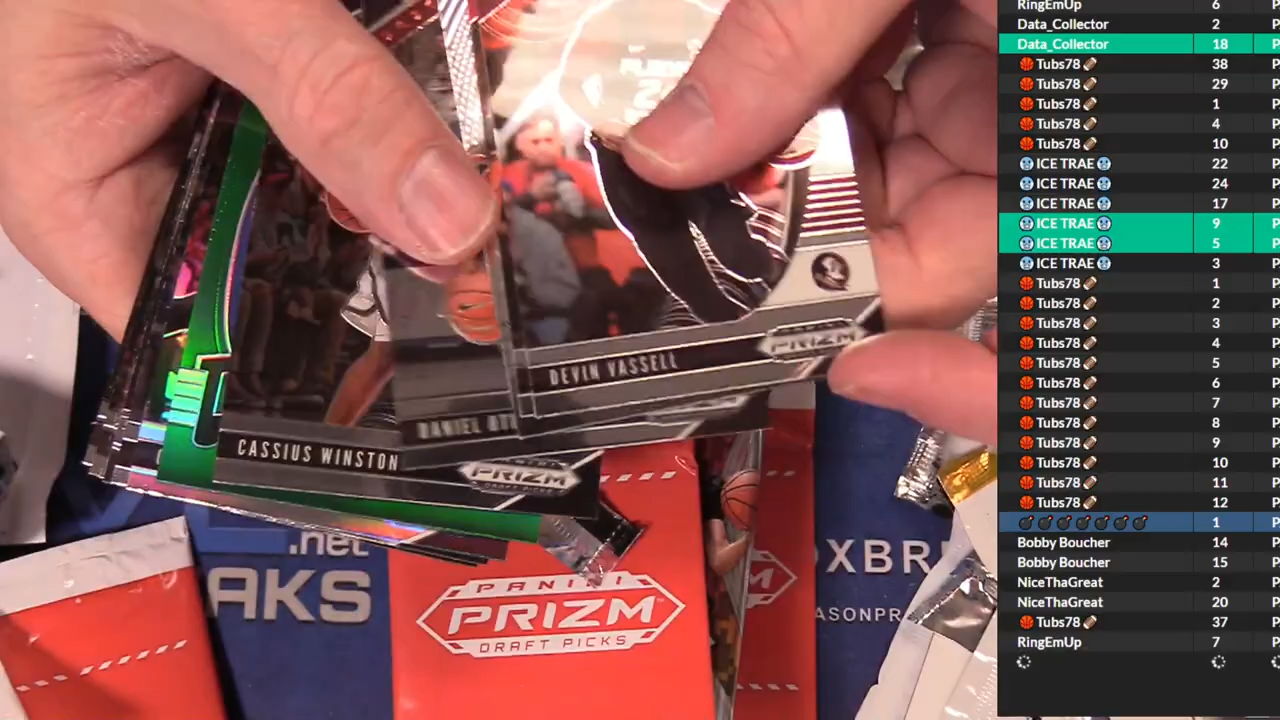 DEVIN VASSELL
PRIZM
DANIEL
CASSIUS WINSTON
PRIZM
DRAFT PICKS
.net
PANINI
PRIZM
DRAFT PICKS
RingEmUp 6
Data_Collector 2
Data_Collector 18
Tubs78 38
Tubs78 29
Tubs78 1
Tubs78 4
Tubs78 10
ICE TRAE 22
ICE TRAE 24
ICE TRAE 17
ICE TRAE 9
ICE TRAE 5
ICE TRAE 3
Tubs78 1
Tubs78 2
Tubs78 3
Tubs78 4
Tubs78 5
Tubs78 6
Tubs78 7
Tubs78 8
Tubs78 9
Tubs78 10
Tubs78 11
Tubs78 12
1
Bobby Boucher 14
Bobby Boucher 15
NiceThaGreat 2
NiceThaGreat 20
Tubs78 37
RingEmUp 7